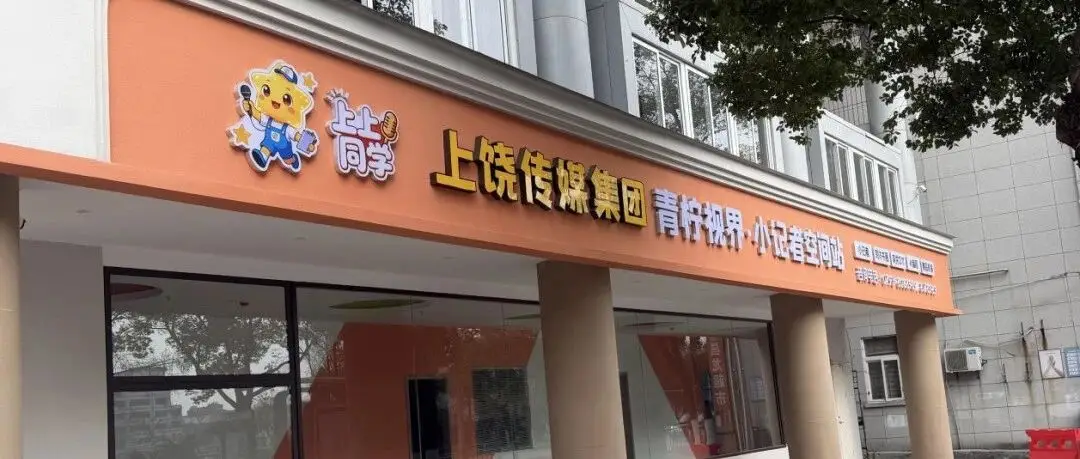 上上
同学
上饶传媒集团
青柠视界·小记者空间站